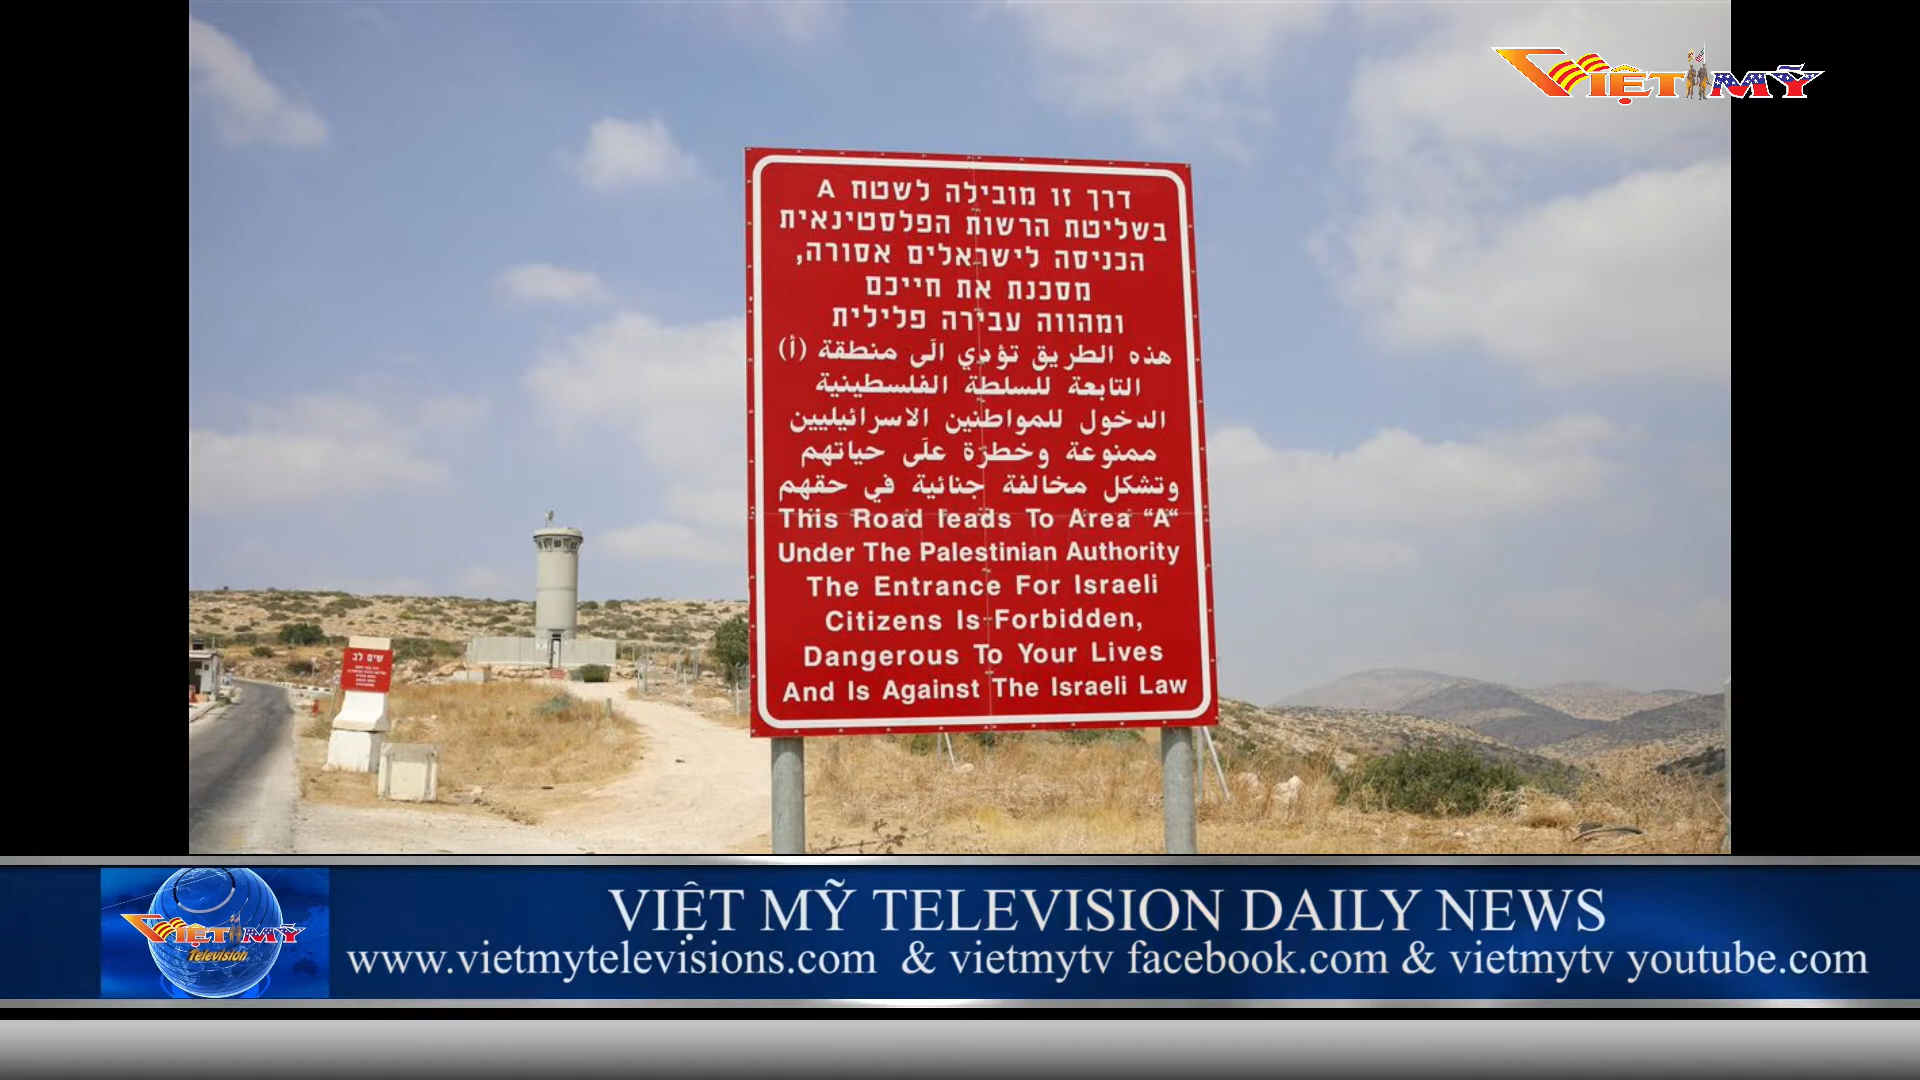 VIỆT MỸ
דרך זו מובילה לשטח A
בשליטת הרשות הפלסטינאית
הכניסה לישראלים אסורה,
מסכנת את חייכם
ומהווה עבירה פלילית
هذه الطريق تؤدي الَى منطقة (أ)
التابعة للسلطة الفلسطينية
الدخول للمواطنين الاسرائيليين
ممنوعة وخطرة علَى حياتهم
وتشكل مخالفة جنائية في حقهم
This Road leads To Area “A“
Under The Palestinian Authority
The Entrance For Israeli
Citizens Is Forbidden,
Dangerous To Your Lives
And Is Against The Israeli Law
שים לב
VIỆT MỸ
Television
VIỆT MỸ TELEVISION DAILY NEWS
www.vietmytelevisions.com & vietmytv facebook.com & vietmytv youtube.com